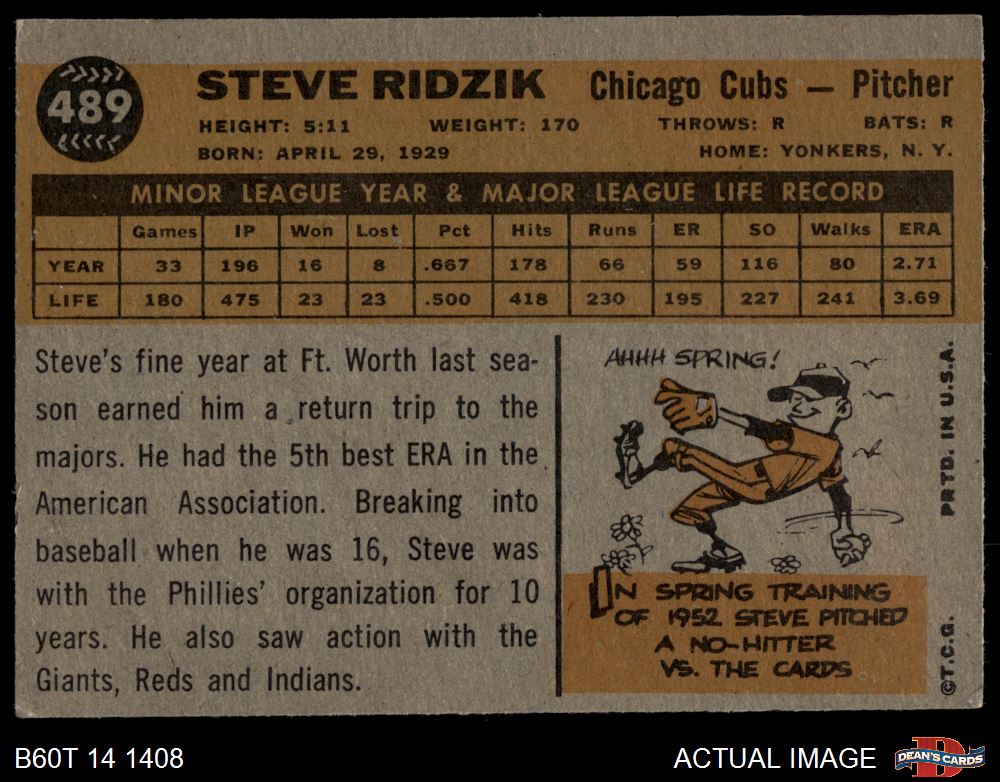 489
STEVE RIDZIK Chicago Cubs — Pitcher
HEIGHT: 5:11 WEIGHT: 170 THROWS: R BATS: R
BORN: APRIL 29, 1929 HOME: YONKERS, N. Y.
MINOR LEAGUE YEAR & MAJOR LEAGUE LIFE RECORD
Games IP Won Lost Pct Hits Runs ER SO Walks ERA
YEAR 33 196 16 8 .667 178 66 59 116 80 2.71
LIFE 180 475 23 23 .500 418 230 195 227 241 3.69
Steve's fine year at Ft. Worth last sea-
son earned him a return trip to the
majors. He had the 5th best ERA in the
American Association. Breaking into
baseball when he was 16, Steve was
with the Phillies' organization for 10
years. He also saw action with the
Giants, Reds and Indians.
AHHH SPRING!
IN SPRING TRAINING
OF 1952 STEVE PITCHED
A NO-HITTER
VS. THE CARDS
©T.C.G. PRTD. IN U.S.A.
B60T 14 1408 ACTUAL IMAGE
D
DEAN'S CARDS